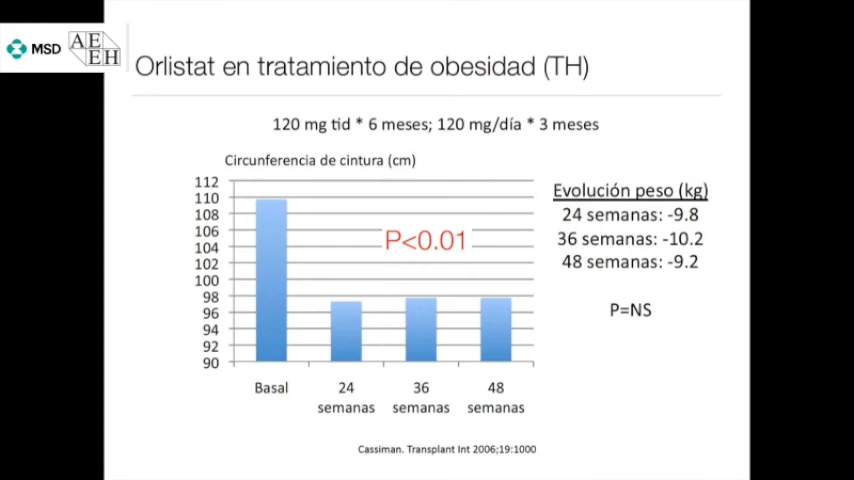 MSD
AE
EH
Orlistat en tratamiento de obesidad (TH)
120 mg tid * 6 meses; 120 mg/día * 3 meses
Circunferencia de cintura (cm)
112
110
108
106
104
102
100
98
96
94
92
90
P<0.01
Basal
24 semanas
36 semanas
48 semanas
Evolución peso (kg)
24 semanas: -9.8
36 semanas: -10.2
48 semanas: -9.2
P=NS
Cassiman. Transplant Int 2006;19:1000